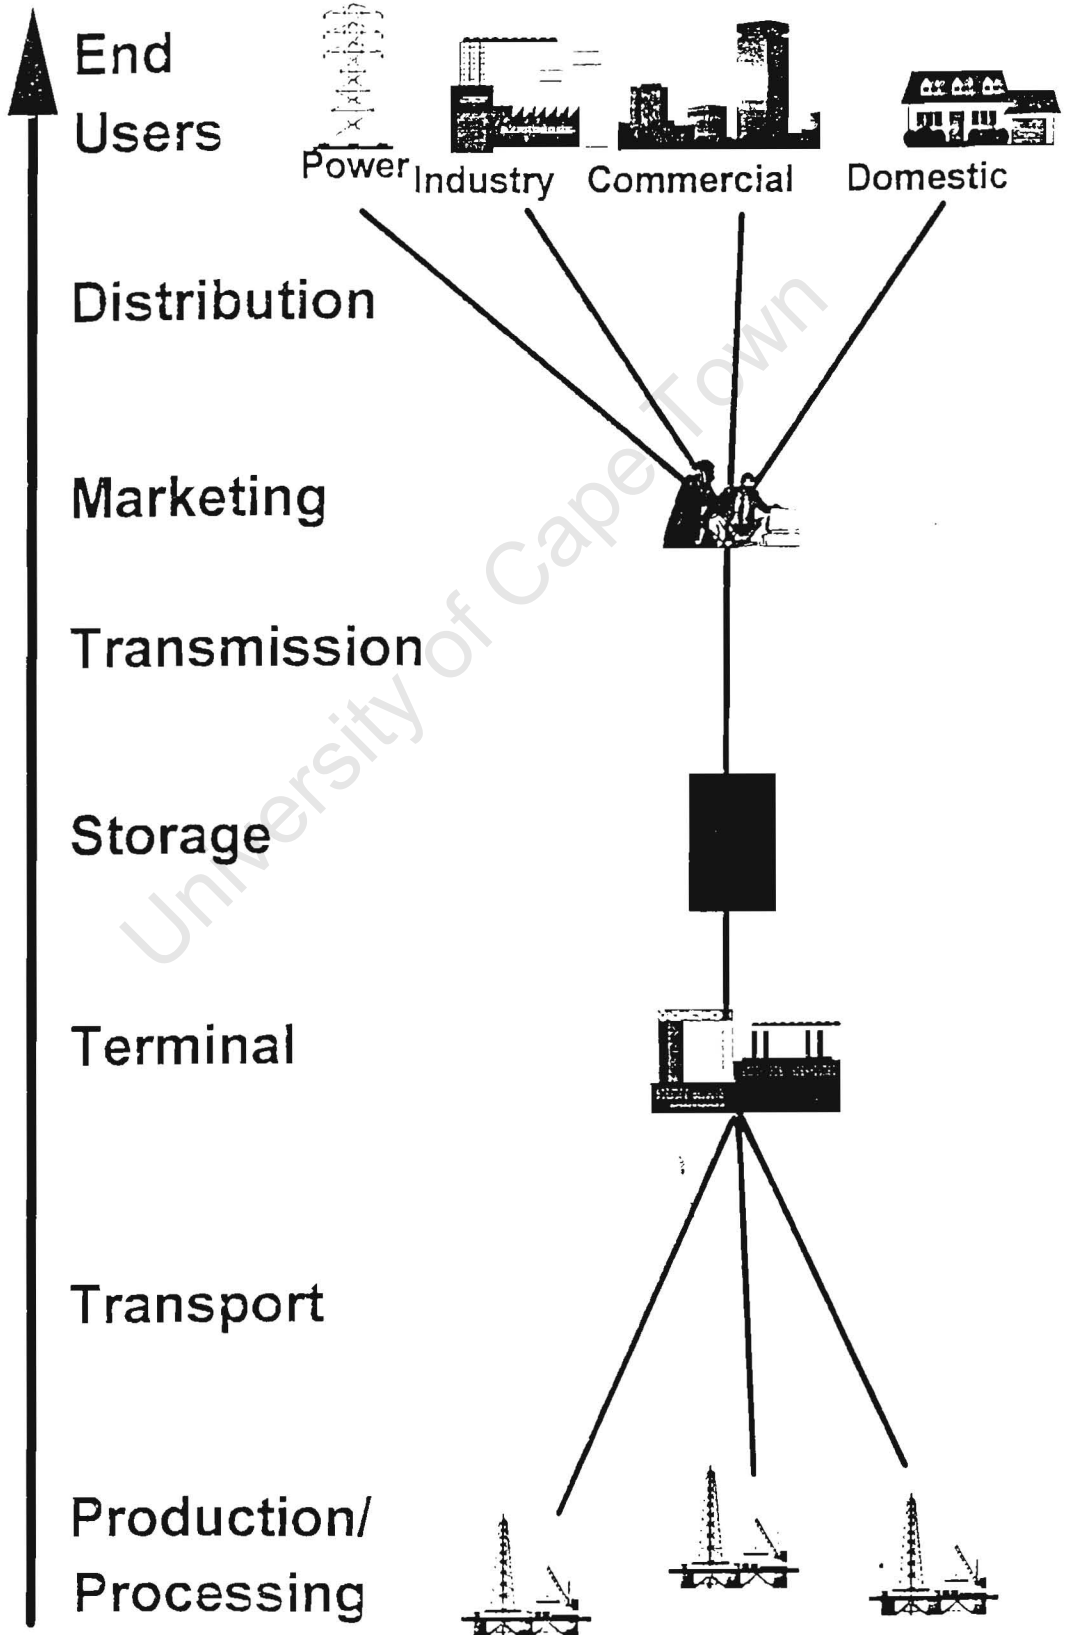 End
Users
Power
Industry
Commercial
Domestic
Distribution
Marketing
Transmission
Storage
Terminal
Transport
Production/
Processing
University of Cape Town